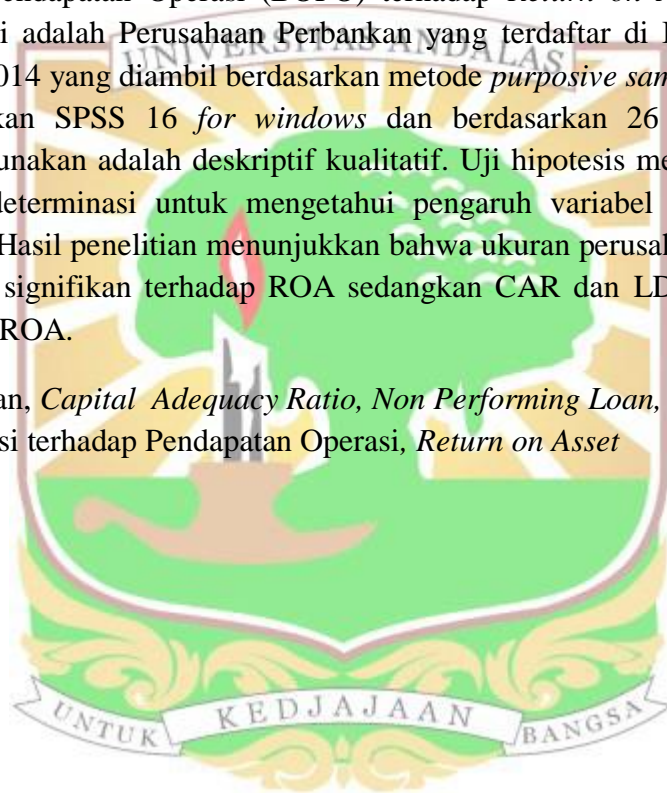 endapatan Operasi (BOPO) terhadap Return on
i adalah Perusahaan Perbankan yang terdaftar di
014 yang diambil berdasarkan metode purposive sam
kan SPSS 16 for windows dan berdasarkan 26
unakan adalah deskriptif kualitatif. Uji hipotesis me
determinasi untuk mengetahui pengaruh variabel
Hasil penelitian menunjukkan bahwa ukuran perusah
signifikan terhadap ROA sedangkan CAR dan LD
ROA.
an, Capital Adequacy Ratio, Non Performing Loan,
si terhadap Pendapatan Operasi, Return on Asset
UNIVERSITAS ANDALAS
UNTUK KEDJAJAAN BANGSA